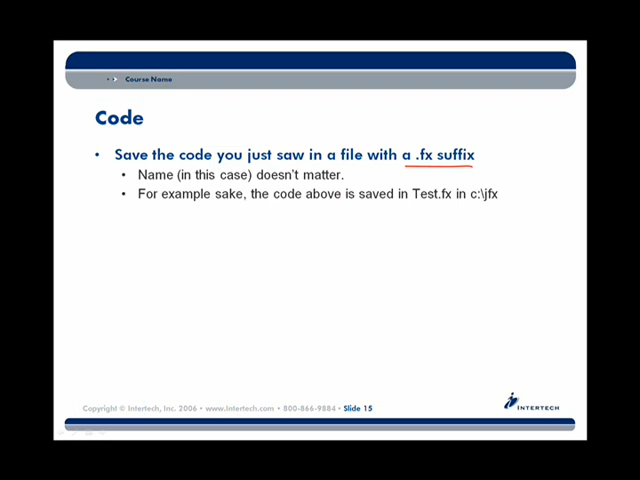 Course Name
Code
• Save the code you just saw in a file with a .fx suffix
• Name (in this case) doesn't matter.
• For example sake, the code above is saved in Test.fx in c:\jfx
Copyright © Intertech, Inc. 2006 • www.Intertech.com • 800-866-9884 • Slide 15
INTERTECH